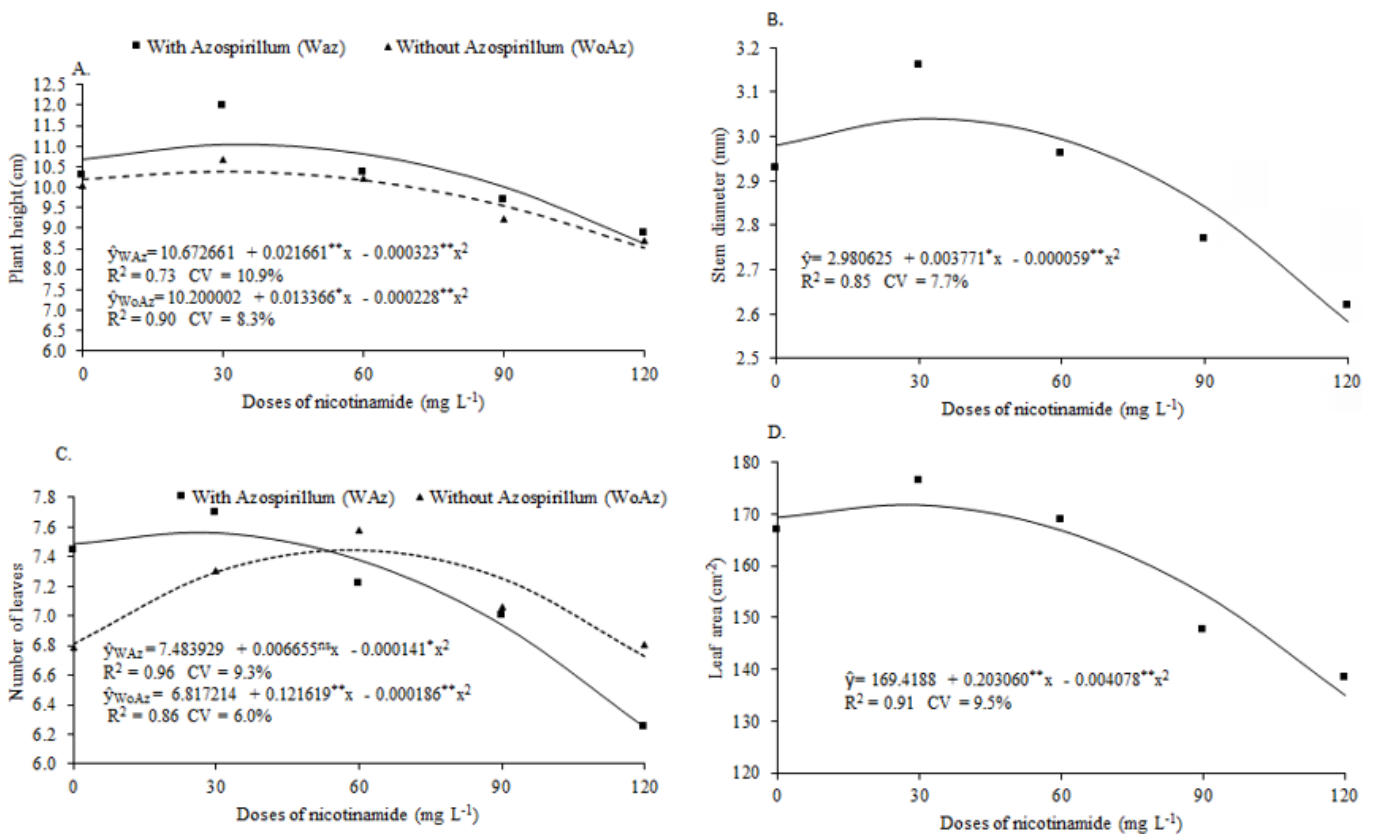 ■ With Azospirillum (Waz) ▲ Without Azospirillum (WoAz)
A.
12.5
12.0
11.5
11.0
10.5
10.0
9.5
9.0
8.5
8.0
7.5
7.0
6.5
6.0
Plant height (cm)
ŷWAz= 10.672661 + 0.021661**x - 0.000323**x²
R² = 0.73 CV = 10.9%
ŷWoAz= 10.200002 + 0.013366*x - 0.000228**x²
R² = 0.90 CV = 8.3%
0 30 60 90 120
Doses of nicotinamide (mg L⁻¹)
B.
3.2
3.1
3.0
2.9
2.8
2.7
2.6
2.5
Stem diameter (mm)
ŷ= 2.980625 + 0.003771*x - 0.000059**x²
R² = 0.85 CV = 7.7%
0 30 60 90 120
Doses of nicotinamide (mg L⁻¹)
C.
■ With Azospirillum (WAz) ▲ Without Azospirillum (WoAz)
7.8
7.6
7.4
7.2
7.0
6.8
6.6
6.4
6.2
6.0
Number of leaves
ŷWAz= 7.483929 + 0.006655ⁿˢx - 0.000141*x²
R² = 0.96 CV = 9.3%
ŷWoAz= 6.817214 + 0.121619**x - 0.000186**x²
R² = 0.86 CV = 6.0%
0 30 60 90 120
Doses of nicotinamide (mg L⁻¹)
D.
180
170
160
150
140
130
120
Leaf area (cm⁻²)
ŷ= 169.4188 + 0.203060**x - 0.004078**x²
R² = 0.91 CV = 9.5%
0 30 60 90 120
Doses of nicotinamide (mg L⁻¹)